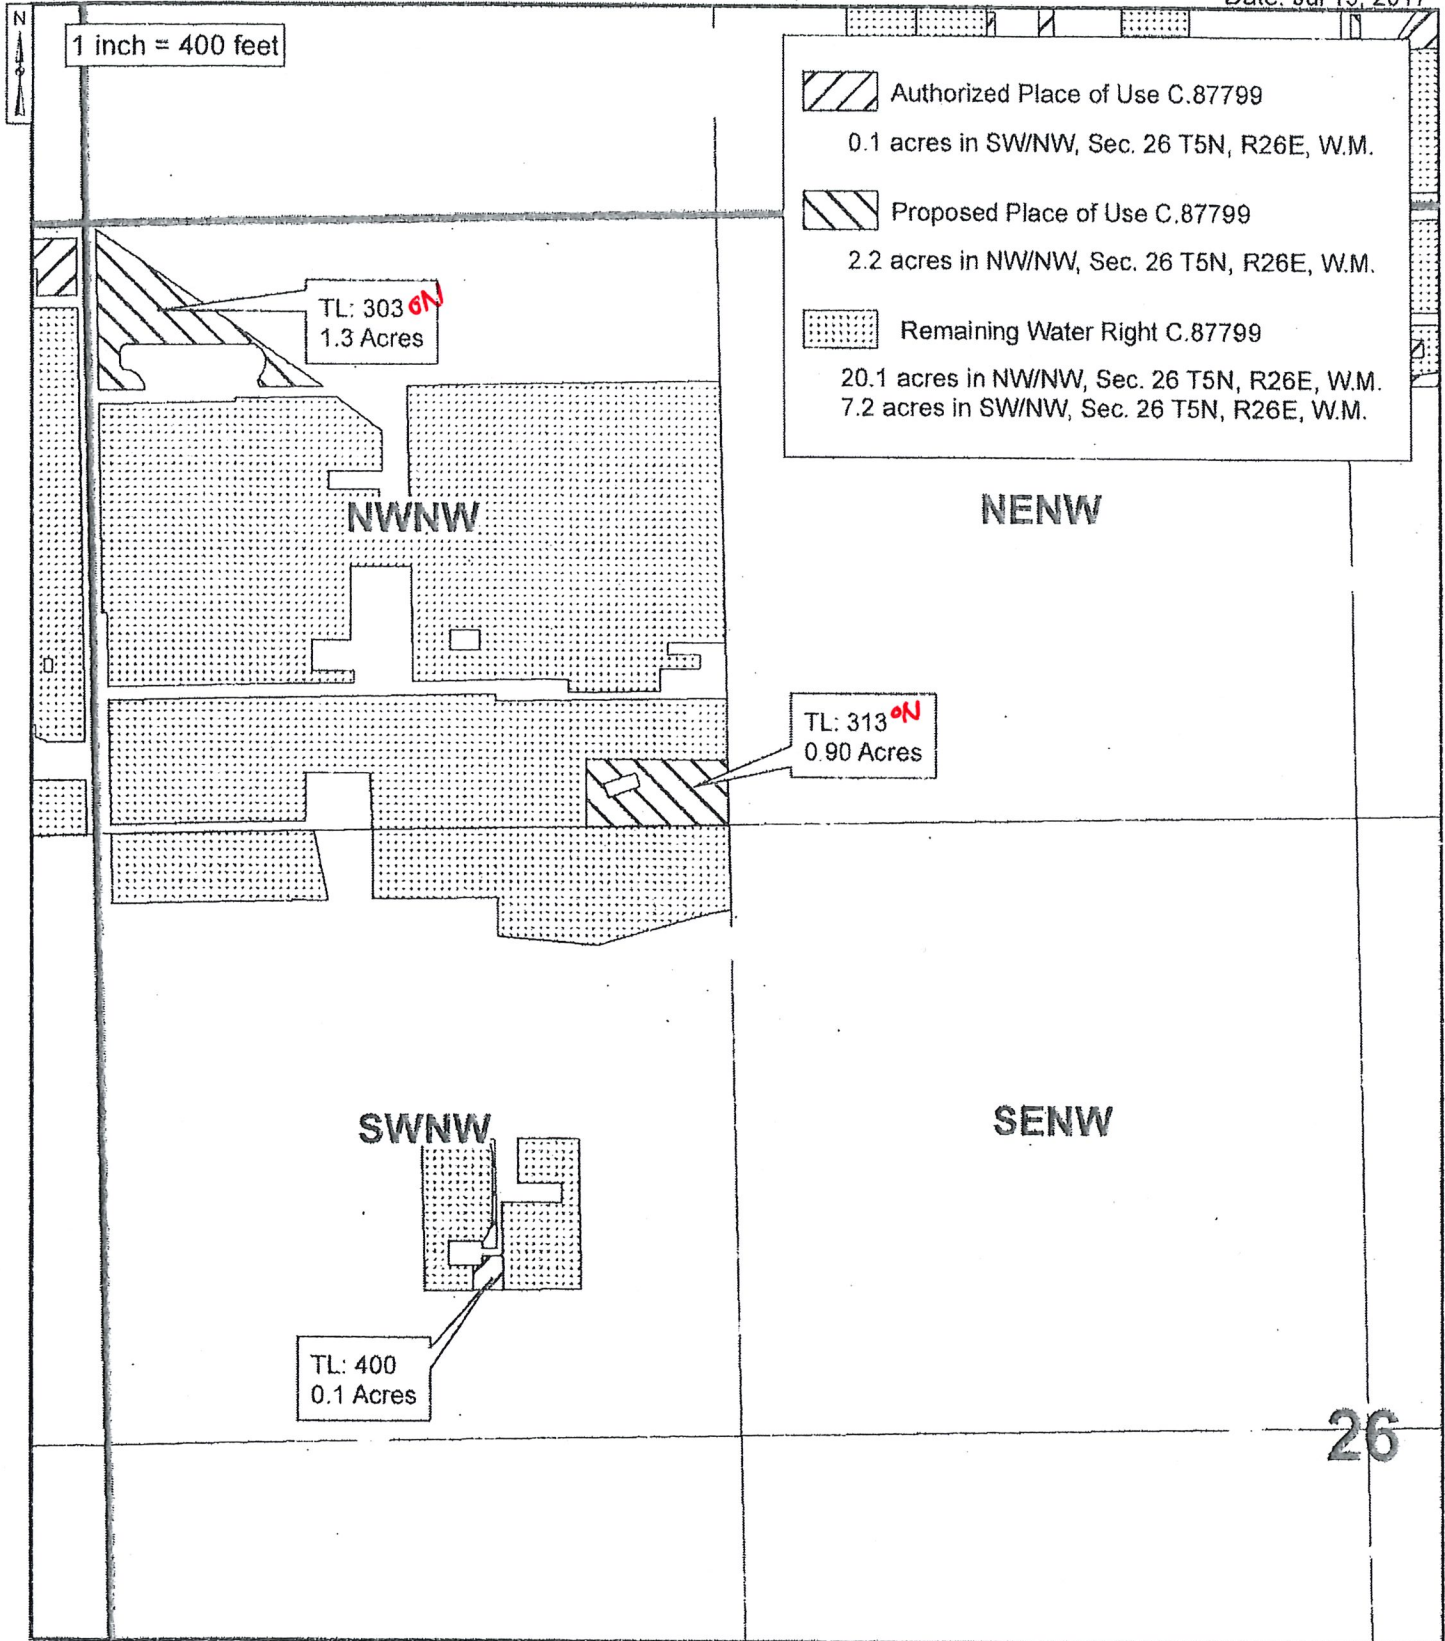 N
1 inch = 400 feet
Authorized Place of Use C.87799
0.1 acres in SW/NW, Sec. 26 T5N, R26E, W.M.
Proposed Place of Use C.87799
2.2 acres in NW/NW, Sec. 26 T5N, R26E, W.M.
Remaining Water Right C.87799
20.1 acres in NW/NW, Sec. 26 T5N, R26E, W.M.
7.2 acres in SW/NW, Sec. 26 T5N, R26E, W.M.
TL: 303 ON
1.3 Acres
NWNW
NENW
TL: 313 ON
0.90 Acres
SWNW
SENW
TL: 400
0.1 Acres
26